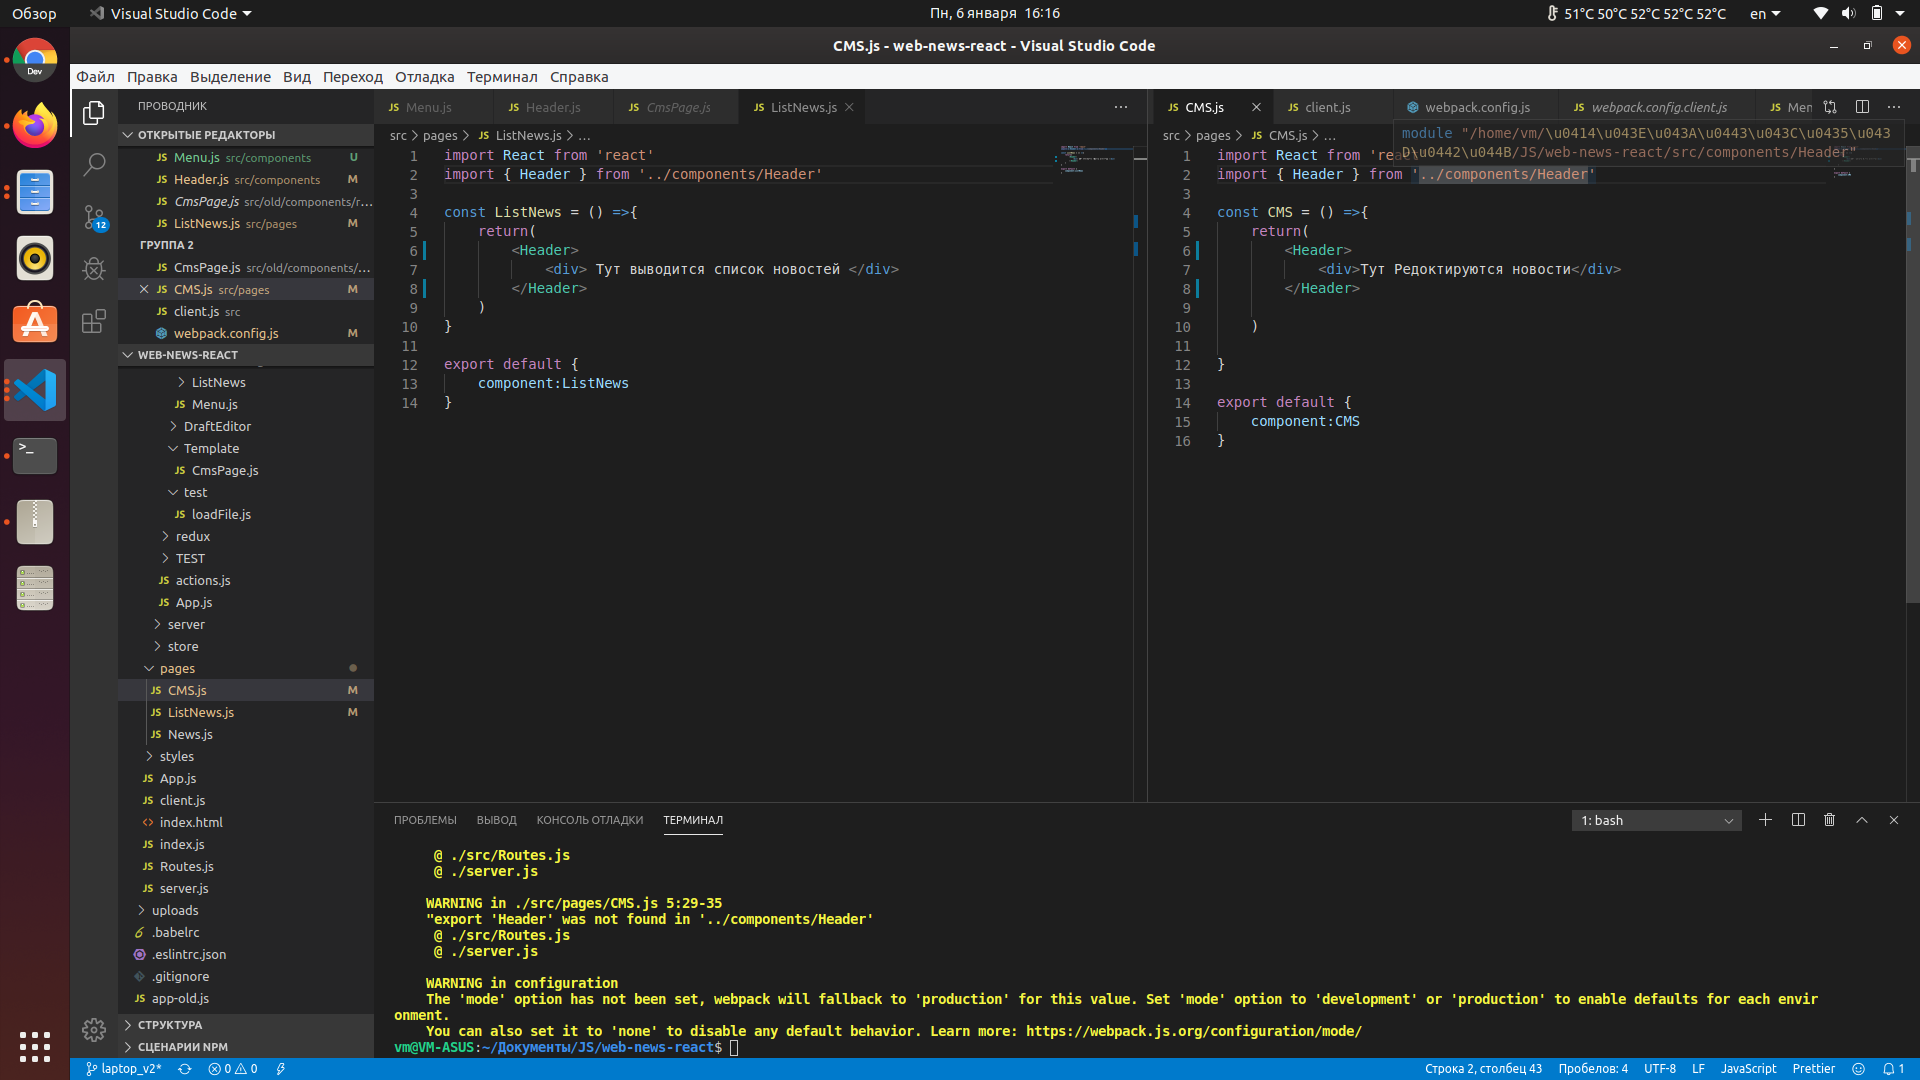 Обзор
Visual Studio Code
Пн, 6 января 16:16
51°C 50°C 52°C 52°C 52°C
en
CMS.js - web-news-react - Visual Studio Code
Файл Правка Выделение Вид Переход Отладка Терминал Справка
Dev
ПРОВОДНИК
ОТКРЫТЫЕ РЕДАКТОРЫ
JS Menu.js src/components U
JS Header.js src/components M
JS CmsPage.js src/old/components/r...
JS ListNews.js src/pages M
ГРУППА 2
JS CmsPage.js src/old/components/...
JS CMS.js src/pages M
JS client.js src
webpack.config.js M
WEB-NEWS-REACT
ListNews
JS Menu.js
DraftEditor
Template
JS CmsPage.js
test
JS loadFile.js
redux
TEST
JS actions.js
JS App.js
server
store
pages
JS CMS.js M
JS ListNews.js M
JS News.js
styles
JS App.js
JS client.js
<> index.html
JS index.js
JS Routes.js
JS server.js
uploads
.babelrc
.eslintrc.json
.gitignore
JS app-old.js
СТРУКТУРА
СЦЕНАРИИ NPM
12
JS Menu.js JS Header.js JS CmsPage.js JS ListNews.js
src > pages > JS ListNews.js > ...
1 import React from 'react'
2 import { Header } from '../components/Header'
3
4 const ListNews = () =>{
5 return(
6 <Header>
7 <div> Тут выводится список новостей </div>
8 </Header>
9 )
10 }
11
12 export default {
13 component:ListNews
14 }
JS CMS.js JS client.js webpack.config.js JS webpack.config.client.js JS Men
src > pages > JS CMS.js > ...
module "/home/vm/\u0414\u043E\u043A\u0443\u043C\u0435\u043
D\u0442\u044B/JS/web-news-react/src/components/Header"
1 import React from 'react'
2 import { Header } from '../components/Header'
3
4 const CMS = () =>{
5 return(
6 <Header>
7 <div>Тут Редоктируются новости</div>
8 </Header>
9
10 )
11
12 }
13
14 export default {
15 component:CMS
16 }
ПРОБЛЕМЫ ВЫВОД КОНСОЛЬ ОТЛАДКИ ТЕРМИНАЛ
1: bash
@ ./src/Routes.js
@ ./server.js
WARNING in ./src/pages/CMS.js 5:29-35
"export 'Header' was not found in '../components/Header'
@ ./src/Routes.js
@ ./server.js
WARNING in configuration
The 'mode' option has not been set, webpack will fallback to 'production' for this value. Set 'mode' option to 'development' or 'production' to enable defaults for each envir
onment.
You can also set it to 'none' to disable any default behavior. Learn more: https://webpack.js.org/configuration/mode/
vm@VM-ASUS:~/Документы/JS/web-news-react$
laptop_v2* 0 0
Строка 2, столбец 43 Пробелов: 4 UTF-8 LF JavaScript Prettier 1